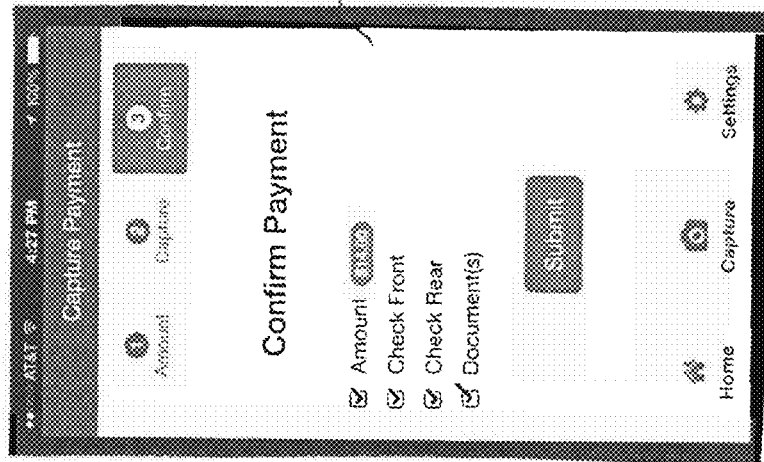 AT&T 4:27 PM 100%
Capture Payment
1 2 3
Amount Capture Confirm
Confirm Payment
Amount
Check Front
Check Rear
Document(s)
Submit
Home Capture Settings